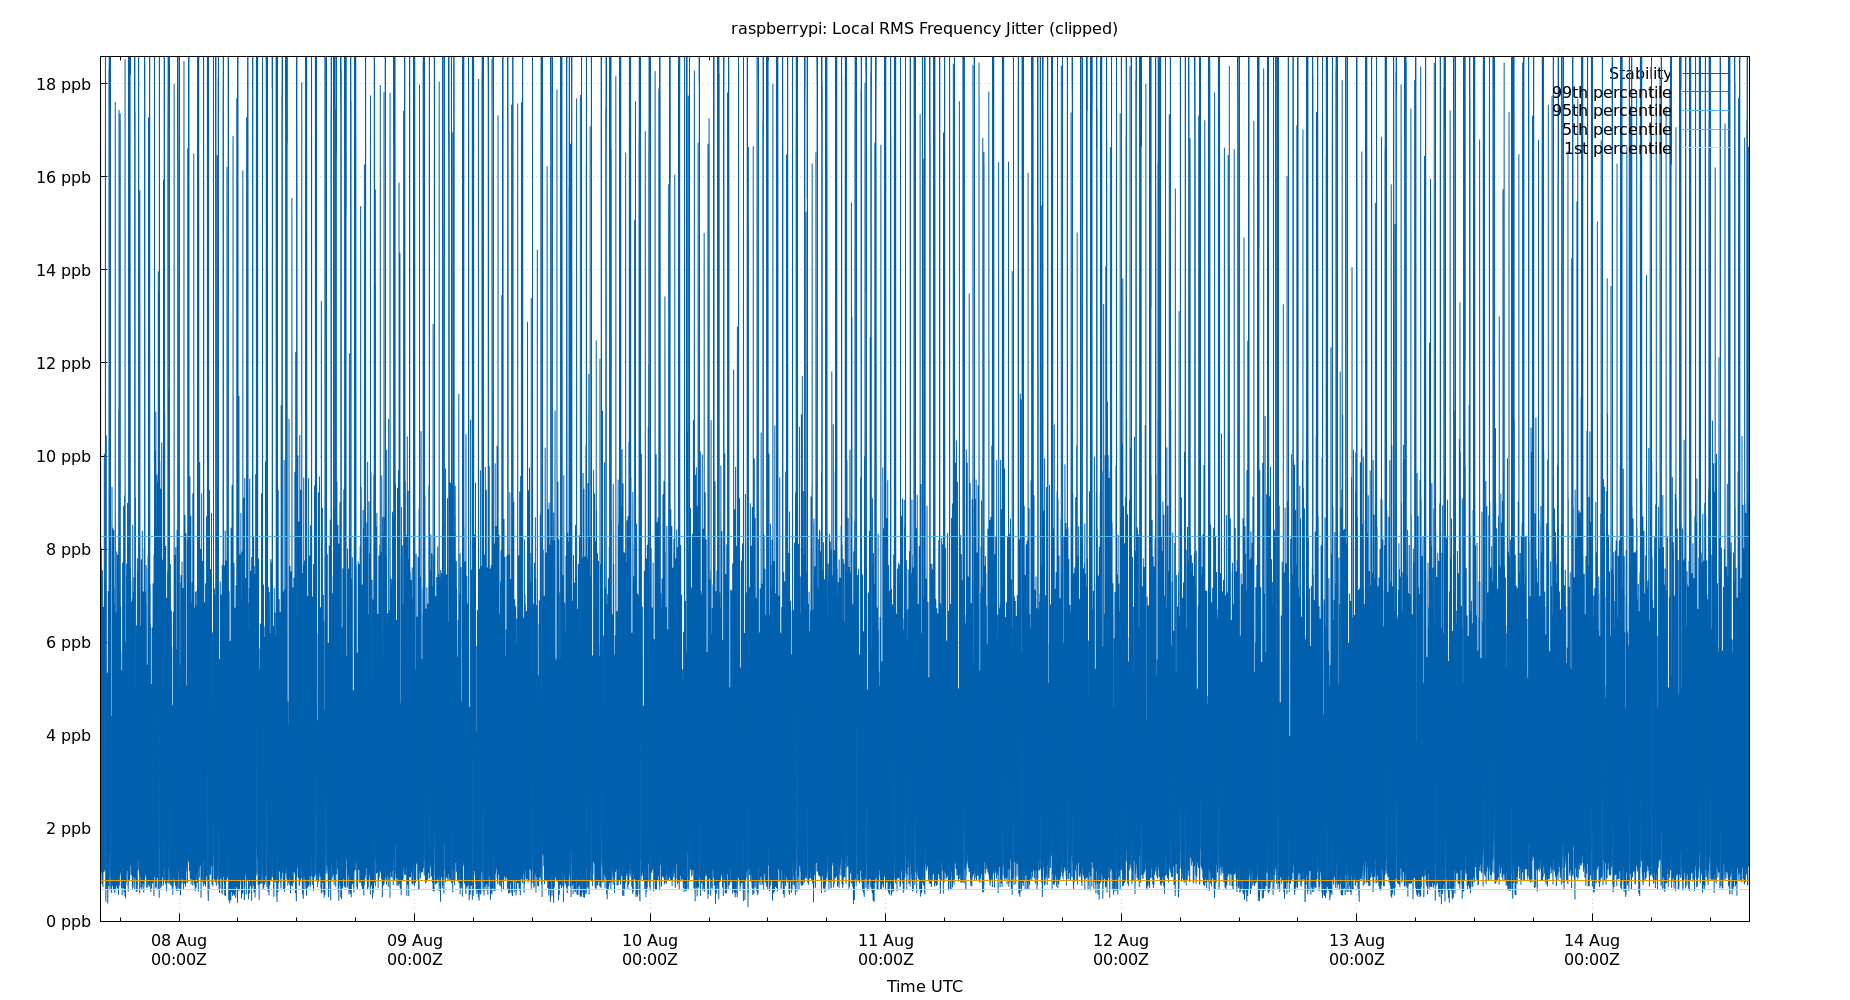 raspberrypi: Local RMS Frequency Jitter (clipped)
18 ppb
16 ppb
14 ppb
12 ppb
10 ppb
8 ppb
6 ppb
4 ppb
2 ppb
0 ppb
Stability
99th percentile
95th percentile
5th percentile
1st percentile
08 Aug 09 Aug 10 Aug 11 Aug 12 Aug 13 Aug 14 Aug
00:00Z 00:00Z 00:00Z 00:00Z 00:00Z 00:00Z 00:00Z
Time UTC